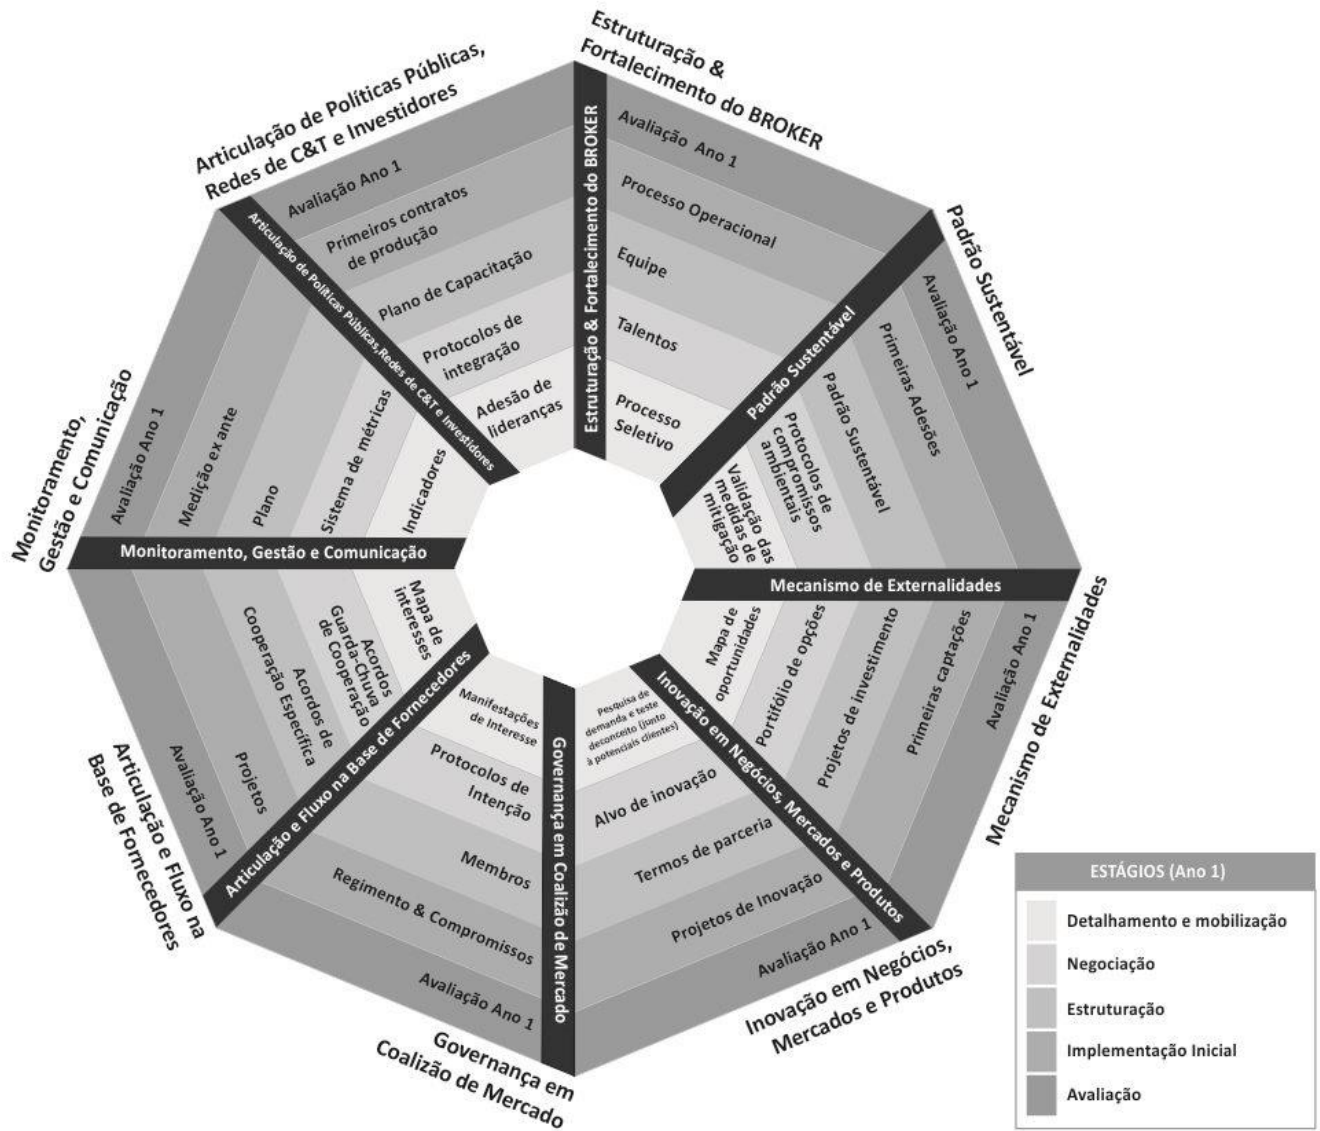 Estruturação &
Fortalecimento do BROKER
Estruturação & Fortalecimento do BROKER
Avaliação Ano 1
Processo Operacional
Equipe
Talentos
Processo
Seletivo
Padrão Sustentável
Padrão Sustentável
Avaliação Ano 1
Primeiras Adesões
Padrão Sustentável
Protocolos de
compromissos
ambientais
Validação das
medidas de
mitigação
Mecanismo de Externalidades
Mecanismo de Externalidades
Avaliação Ano 1
Primeiras captações
Projetos de investimento
Portifólio de opções
Mapa de
oportunidades
Inovação em Negócios,
Mercados e Produtos
Inovação em Negócios, Mercados e Produtos
Pesquisa de
demanda e teste
deconceito (junto
à potenciais clientes)
Alvo de inovação
Termos de parceria
Projetos de Inovação
Avaliação Ano 1
Governança em
Coalizão de Mercado
Governança em Coalizão de Mercado
Manifestações
de Interesse
Protocolos de
Intenção
Membros
Regimento & Compromissos
Avaliação Ano 1
Articulação e Fluxo na
Base de Fornecedores
Articulação e Fluxo na Base de Fornecedores
Mapa de
interesses
Acordos
Guarda-Chuva
de Cooperação
Acordos de
Cooperação Específica
Projetos
Avaliação Ano 1
Monitoramento,
Gestão e Comunicação
Monitoramento, Gestão e Comunicação
Avaliação Ano 1
Medição ex ante
Plano
Sistema de métricas
Indicadores
Articulação de Políticas Públicas,
Redes de C&T e Investidores
Articulação de Políticas Públicas,Redes de C&T e Investidores
Avaliação Ano 1
Primeiros contratos
de produção
Plano de Capacitação
Protocolos de
integração
Adesão de
lideranças
ESTÁGIOS (Ano 1)
Detalhamento e mobilização
Negociação
Estruturação
Implementação Inicial
Avaliação